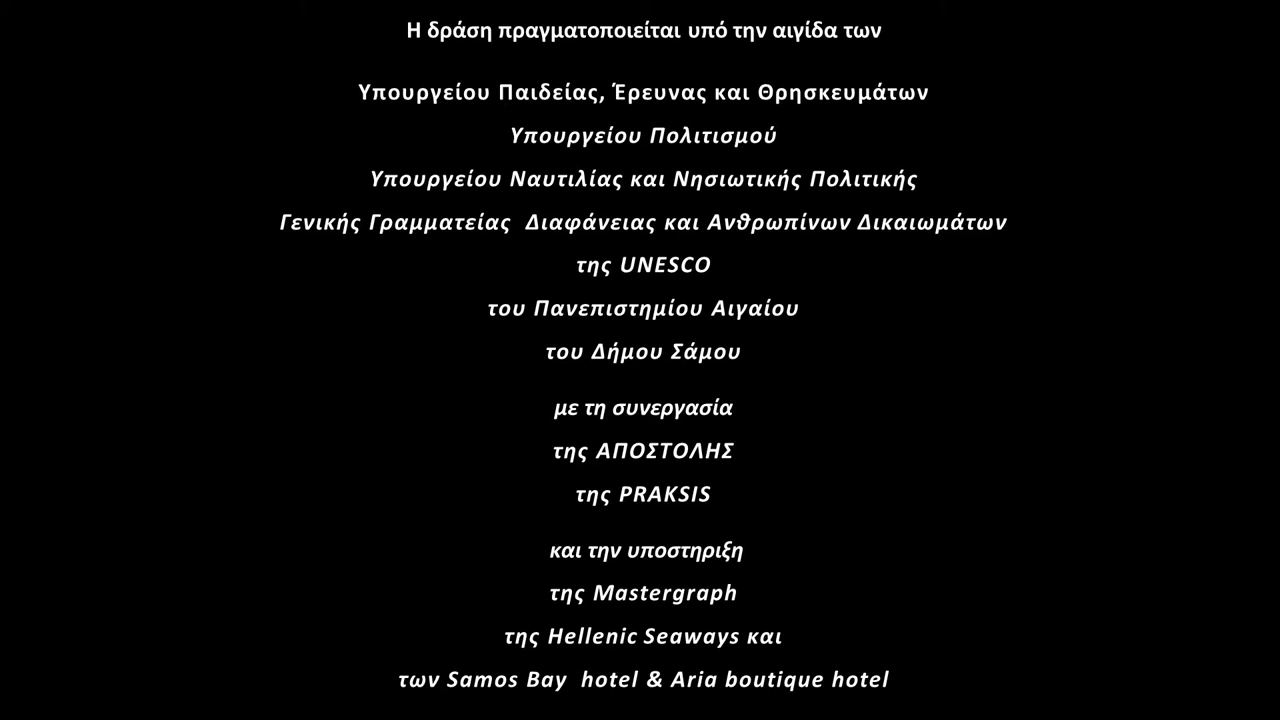 Η δράση πραγματοποιείται υπό την αιγίδα των
Υπουργείου Παιδείας, Έρευνας και Θρησκευμάτων
Υπουργείου Πολιτισμού
Υπουργείου Ναυτιλίας και Νησιωτικής Πολιτικής
Γενικής Γραμματείας Διαφάνειας και Ανθρωπίνων Δικαιωμάτων
της UNESCO
του Πανεπιστημίου Αιγαίου
του Δήμου Σάμου
με τη συνεργασία
της ΑΠΟΣΤΟΛΗΣ
της PRAKSIS
και την υποστηριξη
της Mastergraph
της Hellenic Seaways και
των Samos Bay hotel & Aria boutique hotel